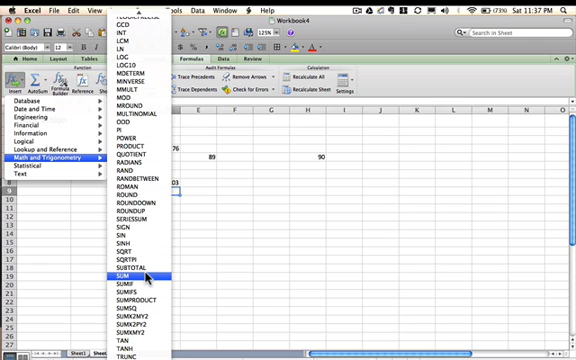 Excel File Edit View Tools Data Window Help (73%) Sat 11:37 PM
Workbook4
125% Search in Sheet
Calibri (Body) 12
Home Layout Formulas Data Review
Function Audit Formulas Calculation
Insert AutoSum Formula Builder Reference Trace Precedents Remove Arrows Recalculate All
Trace Dependents Check for Errors Recalculate Sheet Settings
Database
Date and Time
Engineering
Financial
Information
Logical
Lookup and Reference
Math and Trigonometry
Statistical
Text
GCD
INT
LCM
LN
LOG
LOG10
MDETERM
MINVERSE
MMULT
MOD
MROUND
MULTINOMIAL
ODD
PI
POWER
PRODUCT
QUOTIENT
RADIANS
RAND
RANDBETWEEN
ROMAN
ROUND
ROUNDDOWN
ROUNDUP
SERIESSUM
SIGN
SIN
SINH
SQRT
SQRTPI
SUBTOTAL
SUM
SUMIF
SUMIFS
SUMPRODUCT
SUMSQ
SUMX2MY2
SUMX2PY2
SUMXMY2
TAN
TANH
TRUNC
E F G H I J K L M N O
76
89 90
8 03
9
10
11
12
13
14
15
16
17
18
19
20
21
22
23
24
25
26
27
Sheet1